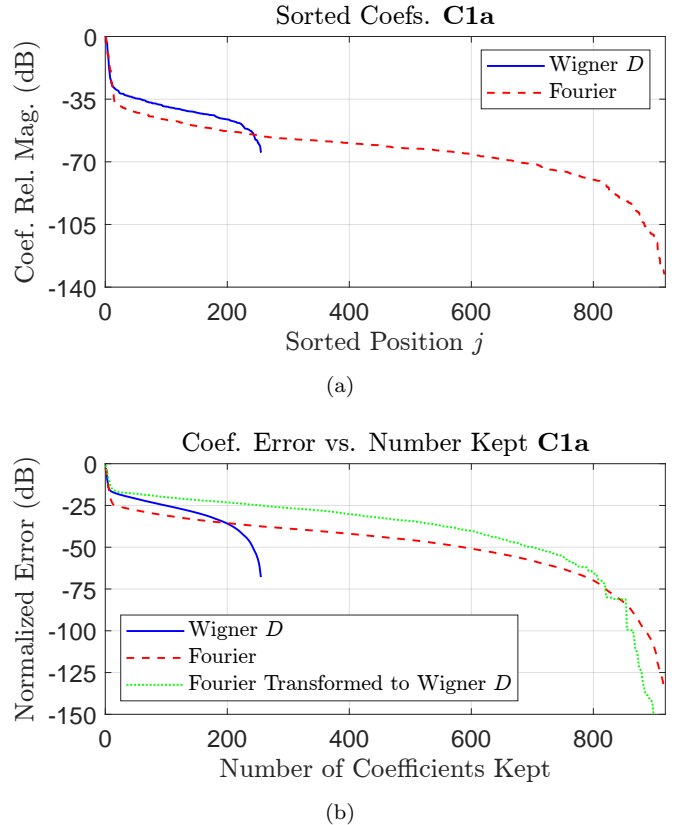 Sorted Coefs. C1a
Coef. Rel. Mag. (dB)
0
-35
-70
-105
-140
Wigner D
Fourier
0 200 400 600 800
Sorted Position j
(a)
Coef. Error vs. Number Kept C1a
Normalized Error (dB)
0
-25
-50
-75
-100
-125
-150
Wigner D
Fourier
Fourier Transformed to Wigner D
0 200 400 600 800
Number of Coefficients Kept
(b)